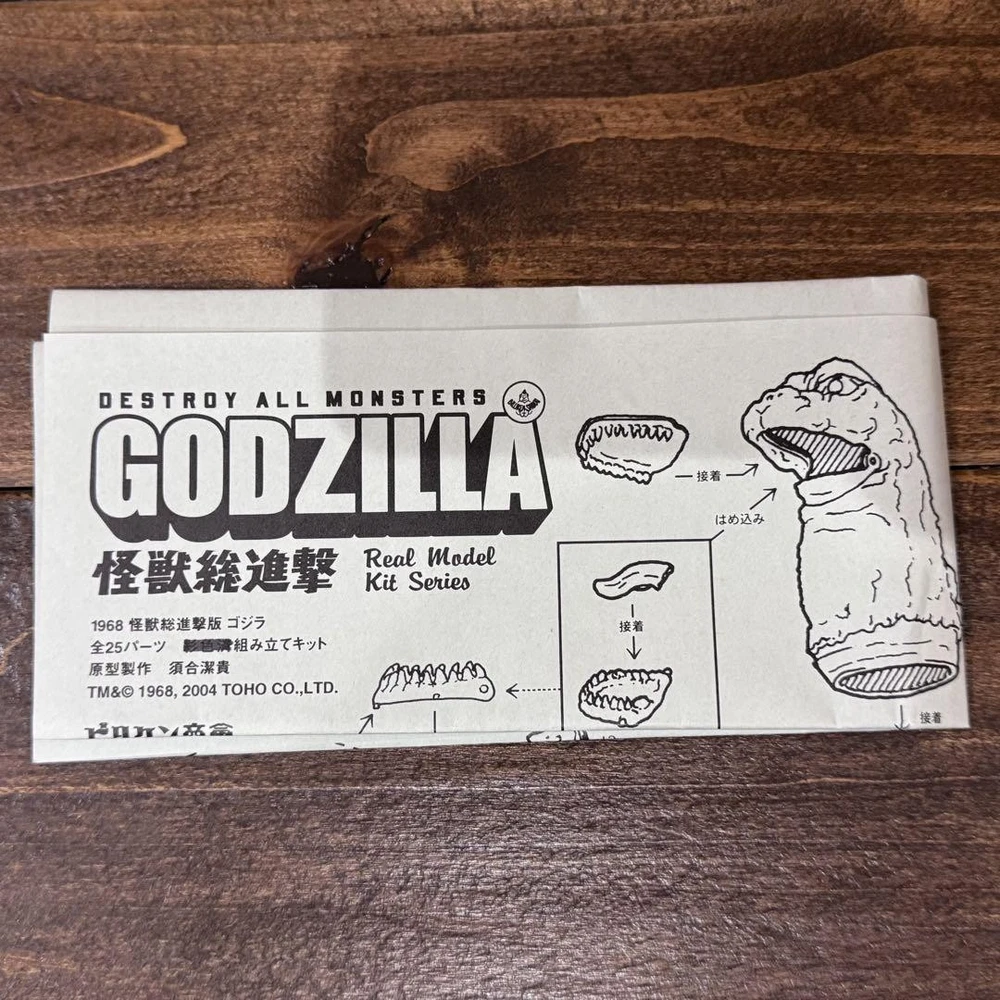 DESTROY ALL MONSTERS
GODZILLA
怪獣総進撃
Real Model
Kit Series
1968 怪獣総進撃版 ゴジラ
全25パーツ 彩色済組み立てキット
原型製作 須合潔貴
TM&© 1968, 2004 TOHO CO.,LTD.
接着
はめ込み
接着
接着